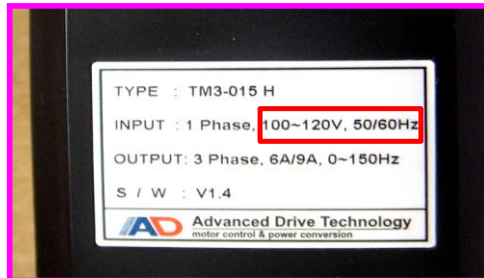 TYPE : TM3-015 H
INPUT : 1 Phase, 100~120V, 50/60Hz
OUTPUT: 3 Phase, 6A/9A, 0~150Hz
S / W : V1.4
AD Advanced Drive Technology
motor control & power conversion